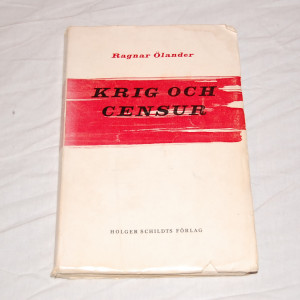 Ragnar Ölander
KRIG OCH
CENSUR
HOLGER SCHILDTS FÖRLAG